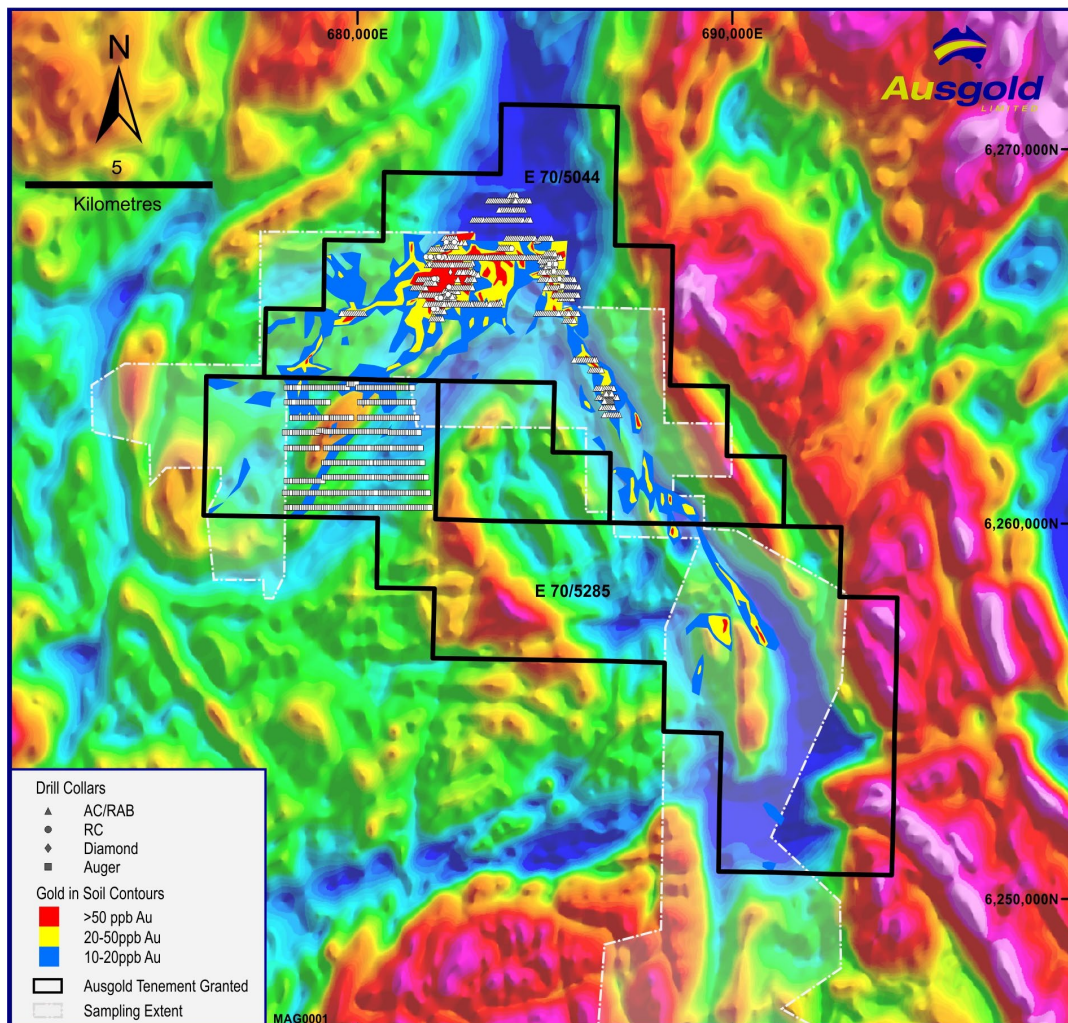 680,000E
690,000E
N
Ausgold
LIMITED
5
Kilometres
6,270,000N
E 70/5044
6,260,000N
E 70/5285
6,250,000N
Drill Collars
AC/RAB
RC
Diamond
Auger
Gold in Soil Contours
>50 ppb Au
20-50ppb Au
10-20ppb Au
Ausgold Tenement Granted
Sampling Extent
MAG0001